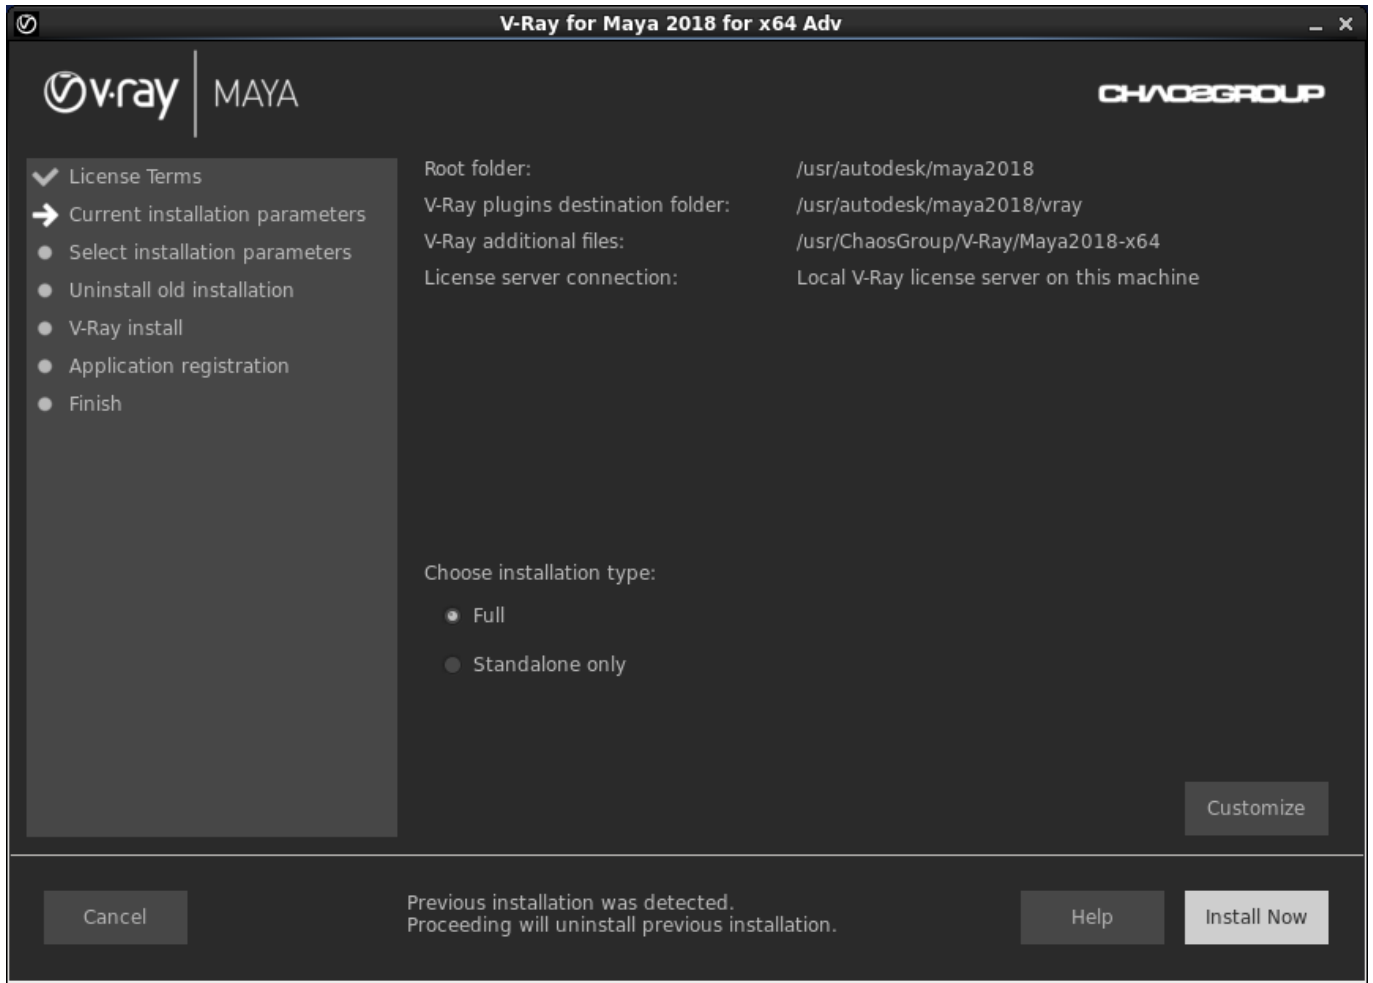 V-Ray for Maya 2018 for x64 Adv
v·ray | MAYA
CHAOSGROUP
License Terms
Current installation parameters
Select installation parameters
Uninstall old installation
V-Ray install
Application registration
Finish
Root folder: /usr/autodesk/maya2018
V-Ray plugins destination folder: /usr/autodesk/maya2018/vray
V-Ray additional files: /usr/ChaosGroup/V-Ray/Maya2018-x64
License server connection: Local V-Ray license server on this machine
Choose installation type:
Full
Standalone only
Customize
Cancel
Previous installation was detected.
Proceeding will uninstall previous installation.
Help
Install Now